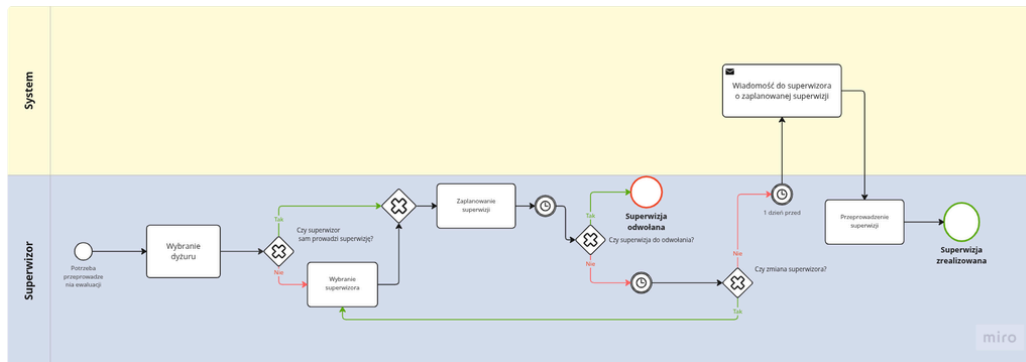 System
Wiadomość do superwizora
o zaplanowanej superwizji
Supervizor
Potrzeba
przeprowadze
nia ewaluacji
Wybranie
dyżuru
Tak
Czy superwizor
sam prowadzi superwizję?
Nie
Wybranie
superwizora
Zaplanowanie
superwizji
Tak
Superwizja
odwołana
Czy superwizja do odwołania?
Nie
Nie
Czy zmiana superwizora?
Tak
1 dzień przed
Przeprowadzenie
superwizji
Superwizja
zrealizowana
miro